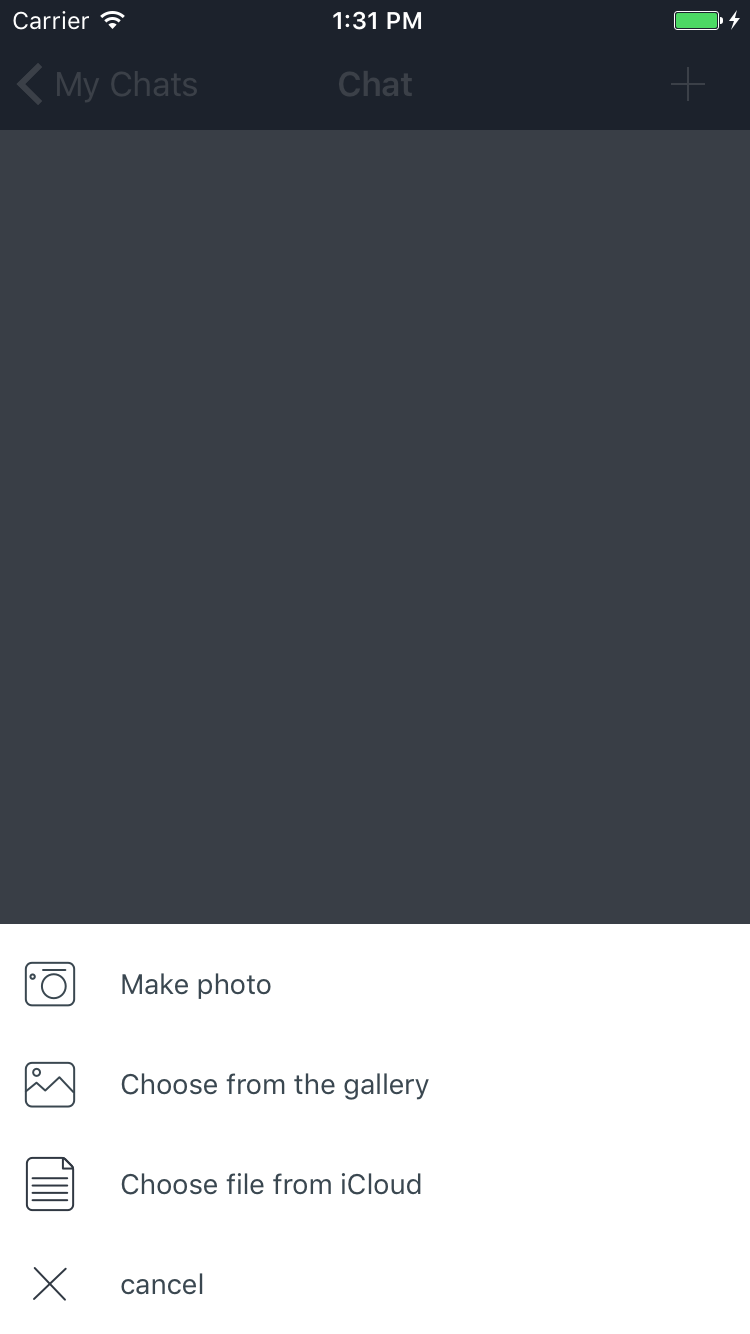 Carrier 1:31 PM
My Chats Chat
Make photo
Choose from the gallery
Choose file from iCloud
cancel